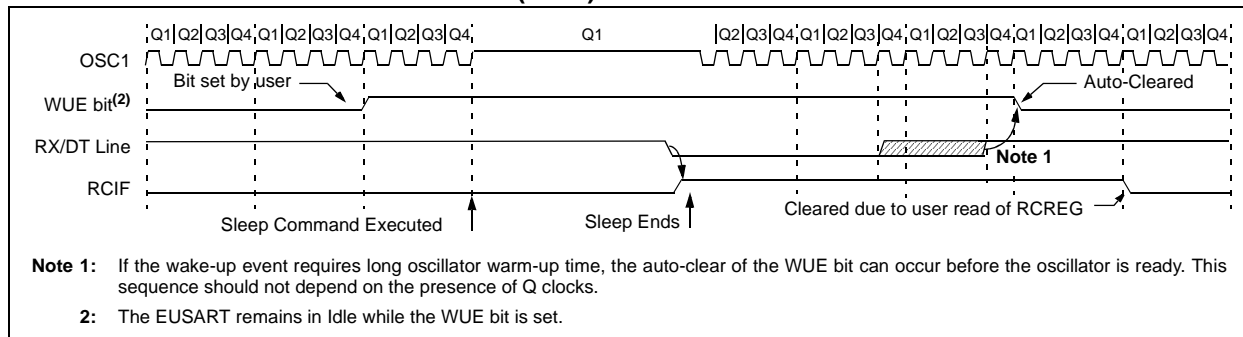 Q1 Q2 Q3 Q4 Q1 Q2 Q3 Q4 Q1 Q2 Q3 Q4 Q1 Q2 Q3 Q4 Q1 Q2 Q3 Q4 Q1 Q2 Q3 Q4 Q1 Q2 Q3 Q4 Q1 Q2 Q3 Q4
OSC1
Bit set by user
Auto-Cleared
WUE bit(2)
RX/DT Line
Note 1
RCIF
Sleep Command Executed
Sleep Ends
Cleared due to user read of RCREG
Note 1: If the wake-up event requires long oscillator warm-up time, the auto-clear of the WUE bit can occur before the oscillator is ready. This
sequence should not depend on the presence of Q clocks.
2: The EUSART remains in Idle while the WUE bit is set.